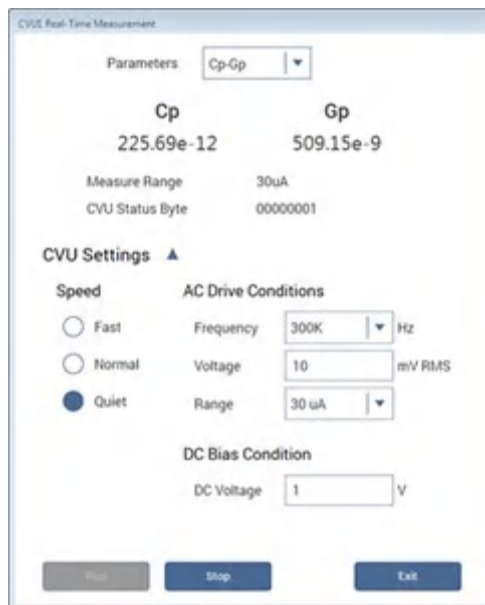 CVU1 Real-Time Measurement
Parameters Cp-Gp
Cp Gp
225.69e-12 509.15e-9
Measure Range 30uA
CVU Status Byte 00000001
CVU Settings
Speed AC Drive Conditions
Fast Frequency 300K Hz
Normal Voltage 10 mV RMS
Quiet Range 30 uA
DC Bias Condition
DC Voltage 1 V
Run Stop Exit